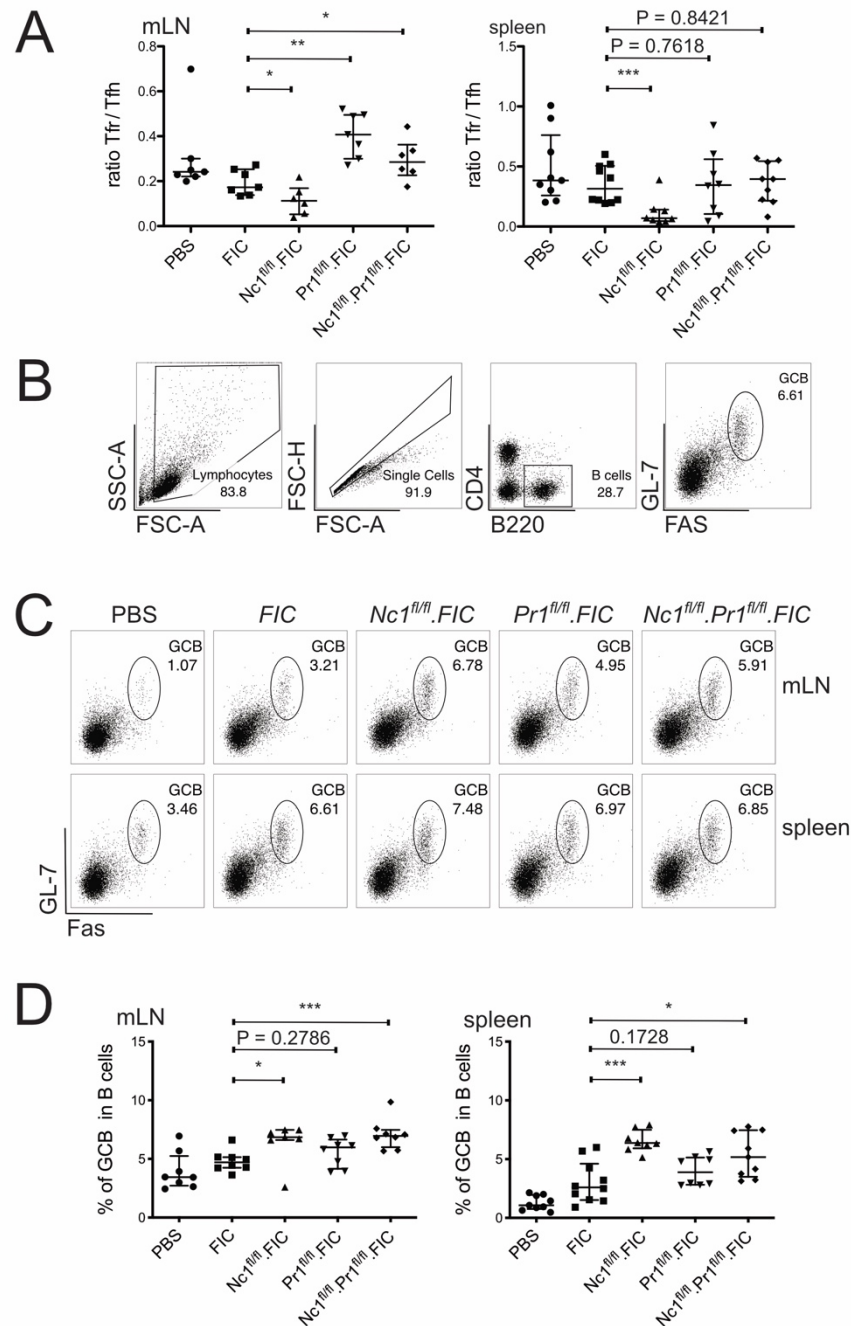 A
mLN
ratio Tfr / Tfh
0.8
0.6
0.4
0.2
0.0
*
**
*
PBS
FIC
Nc1fl/fl.FIC
Pr1fl/fl.FIC
Nc1fl/fl.Pr1fl/fl.FIC
spleen
ratio Tfr / Tfh
1.5
1.0
0.5
0.0
P = 0.8421
P = 0.7618
***
PBS
FIC
Nc1fl/fl.FIC
Pr1fl/fl.FIC
Nc1fl/fl.Pr1fl/fl.FIC
B
SSC-A
Lymphocytes
83.8
FSC-A
FSC-H
Single Cells
91.9
FSC-A
CD4
B cells
28.7
B220
GL-7
GCB
6.61
FAS
C
PBS FIC Nc1fl/fl.FIC Pr1fl/fl.FIC Nc1fl/fl.Pr1fl/fl.FIC
GCB GCB GCB GCB GCB
1.07 3.21 6.78 4.95 5.91
mLN
GCB GCB GCB GCB GCB
3.46 6.61 7.48 6.97 6.85
spleen
GL-7
Fas
D
mLN
% of GCB in B cells
15
10
5
0
***
P = 0.2786
*
PBS
FIC
Nc1fl/fl.FIC
Pr1fl/fl.FIC
Nc1fl/fl.Pr1fl/fl.FIC
spleen
% of GCB in B cells
15
10
5
0
*
0.1728
***
PBS
FIC
Nc1fl/fl.FIC
Pr1fl/fl.FIC
Nc1fl/fl.Pr1fl/fl.FIC